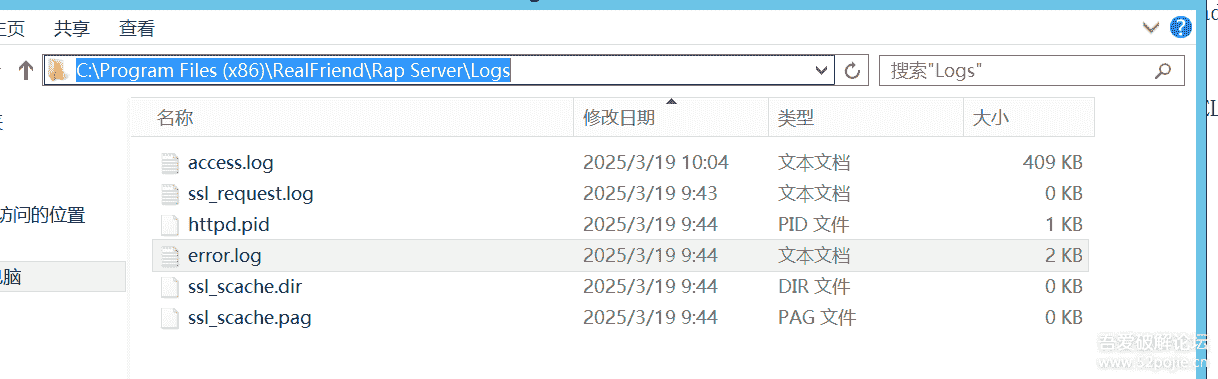 主页 共享 查看
C:\Program Files (x86)\RealFriend\Rap Server\Logs 搜索"Logs"
名称 修改日期 类型 大小
access.log 2025/3/19 10:04 文本文档 409 KB
ssl_request.log 2025/3/19 9:43 文本文档 0 KB
访问的位置 httpd.pid 2025/3/19 9:44 PID 文件 1 KB
error.log 2025/3/19 9:44 文本文档 2 KB
电脑 ssl_scache.dir 2025/3/19 9:44 DIR 文件 0 KB
ssl_scache.pag 2025/3/19 9:44 PAG 文件 0 KB
吾爱破解论坛
www.52pojie.cn